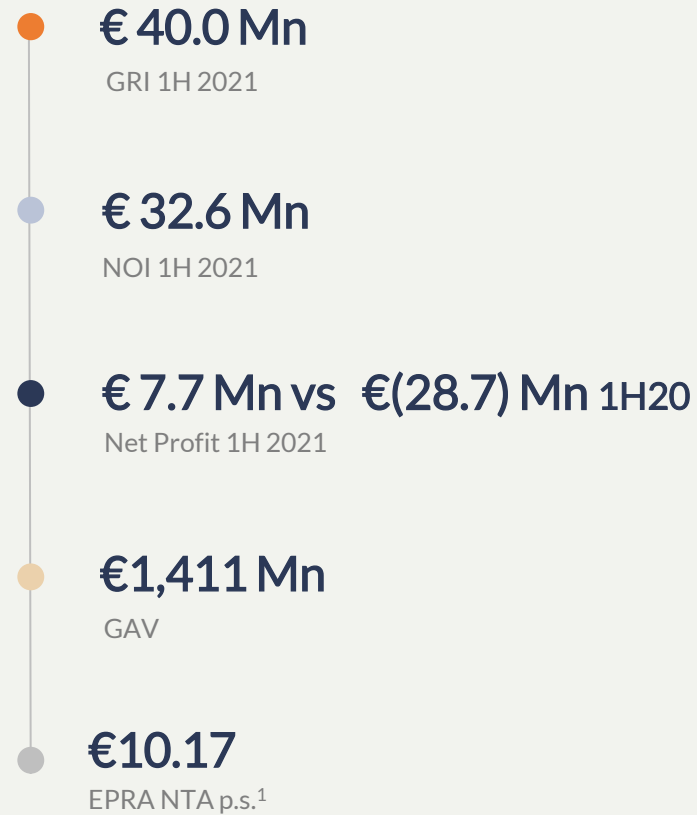 € 40.0 Mn
GRI 1H 2021
€ 32.6 Mn
NOI 1H 2021
€ 7.7 Mn vs €(28.7) Mn 1H20
Net Profit 1H 2021
€1,411 Mn
GAV
€10.17
EPRA NTA p.s.¹